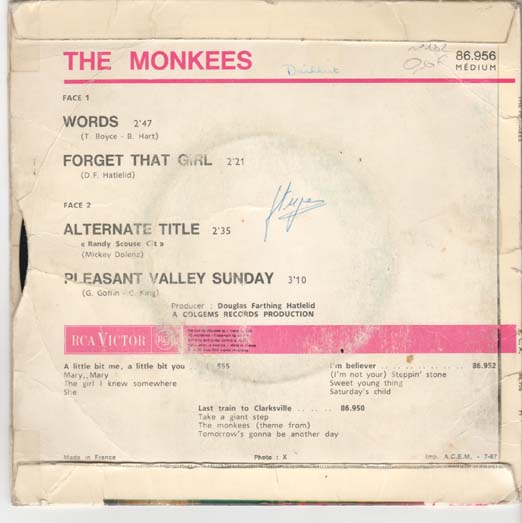 THE MONKEES
86.956
MÉDIUM
FACE 1
WORDS 2'47
(T. Boyce - B. Hart)
FORGET THAT GIRL 2'21
(D.F. Hatlelid)
FACE 2
ALTERNATE TITLE 2'35
« Randy Scouse Git »
(Mickey Dolenz)
PLEASANT VALLEY SUNDAY 3'10
(G. Goffin - C. King)
Producer : Douglas Farthing Hatlelid
A COLGEMS RECORDS PRODUCTION
RCA VICTOR RCA
A little bit me, a little bit you
Mary, Mary
The girl I knew somewhere
She
I'm believer .................. 86.952
(I'm not your) Steppin' stone
Sweet young thing
Saturday's child
Last train to Clarksville ........ 86.950
Take a giant step
The monkees (theme from)
Tomorrow's gonna be another day
Made in France
Photo : X
Imp. A.C.E.M. - 7-67